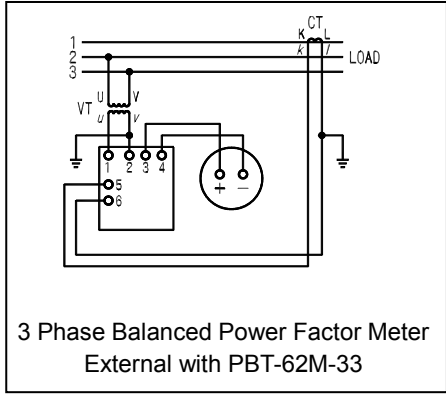 CT
K L
1
k l
2
LOAD
3
U V
VT
u v
1 2 3 4
5
+ −
6
3 Phase Balanced Power Factor Meter
External with PBT-62M-33